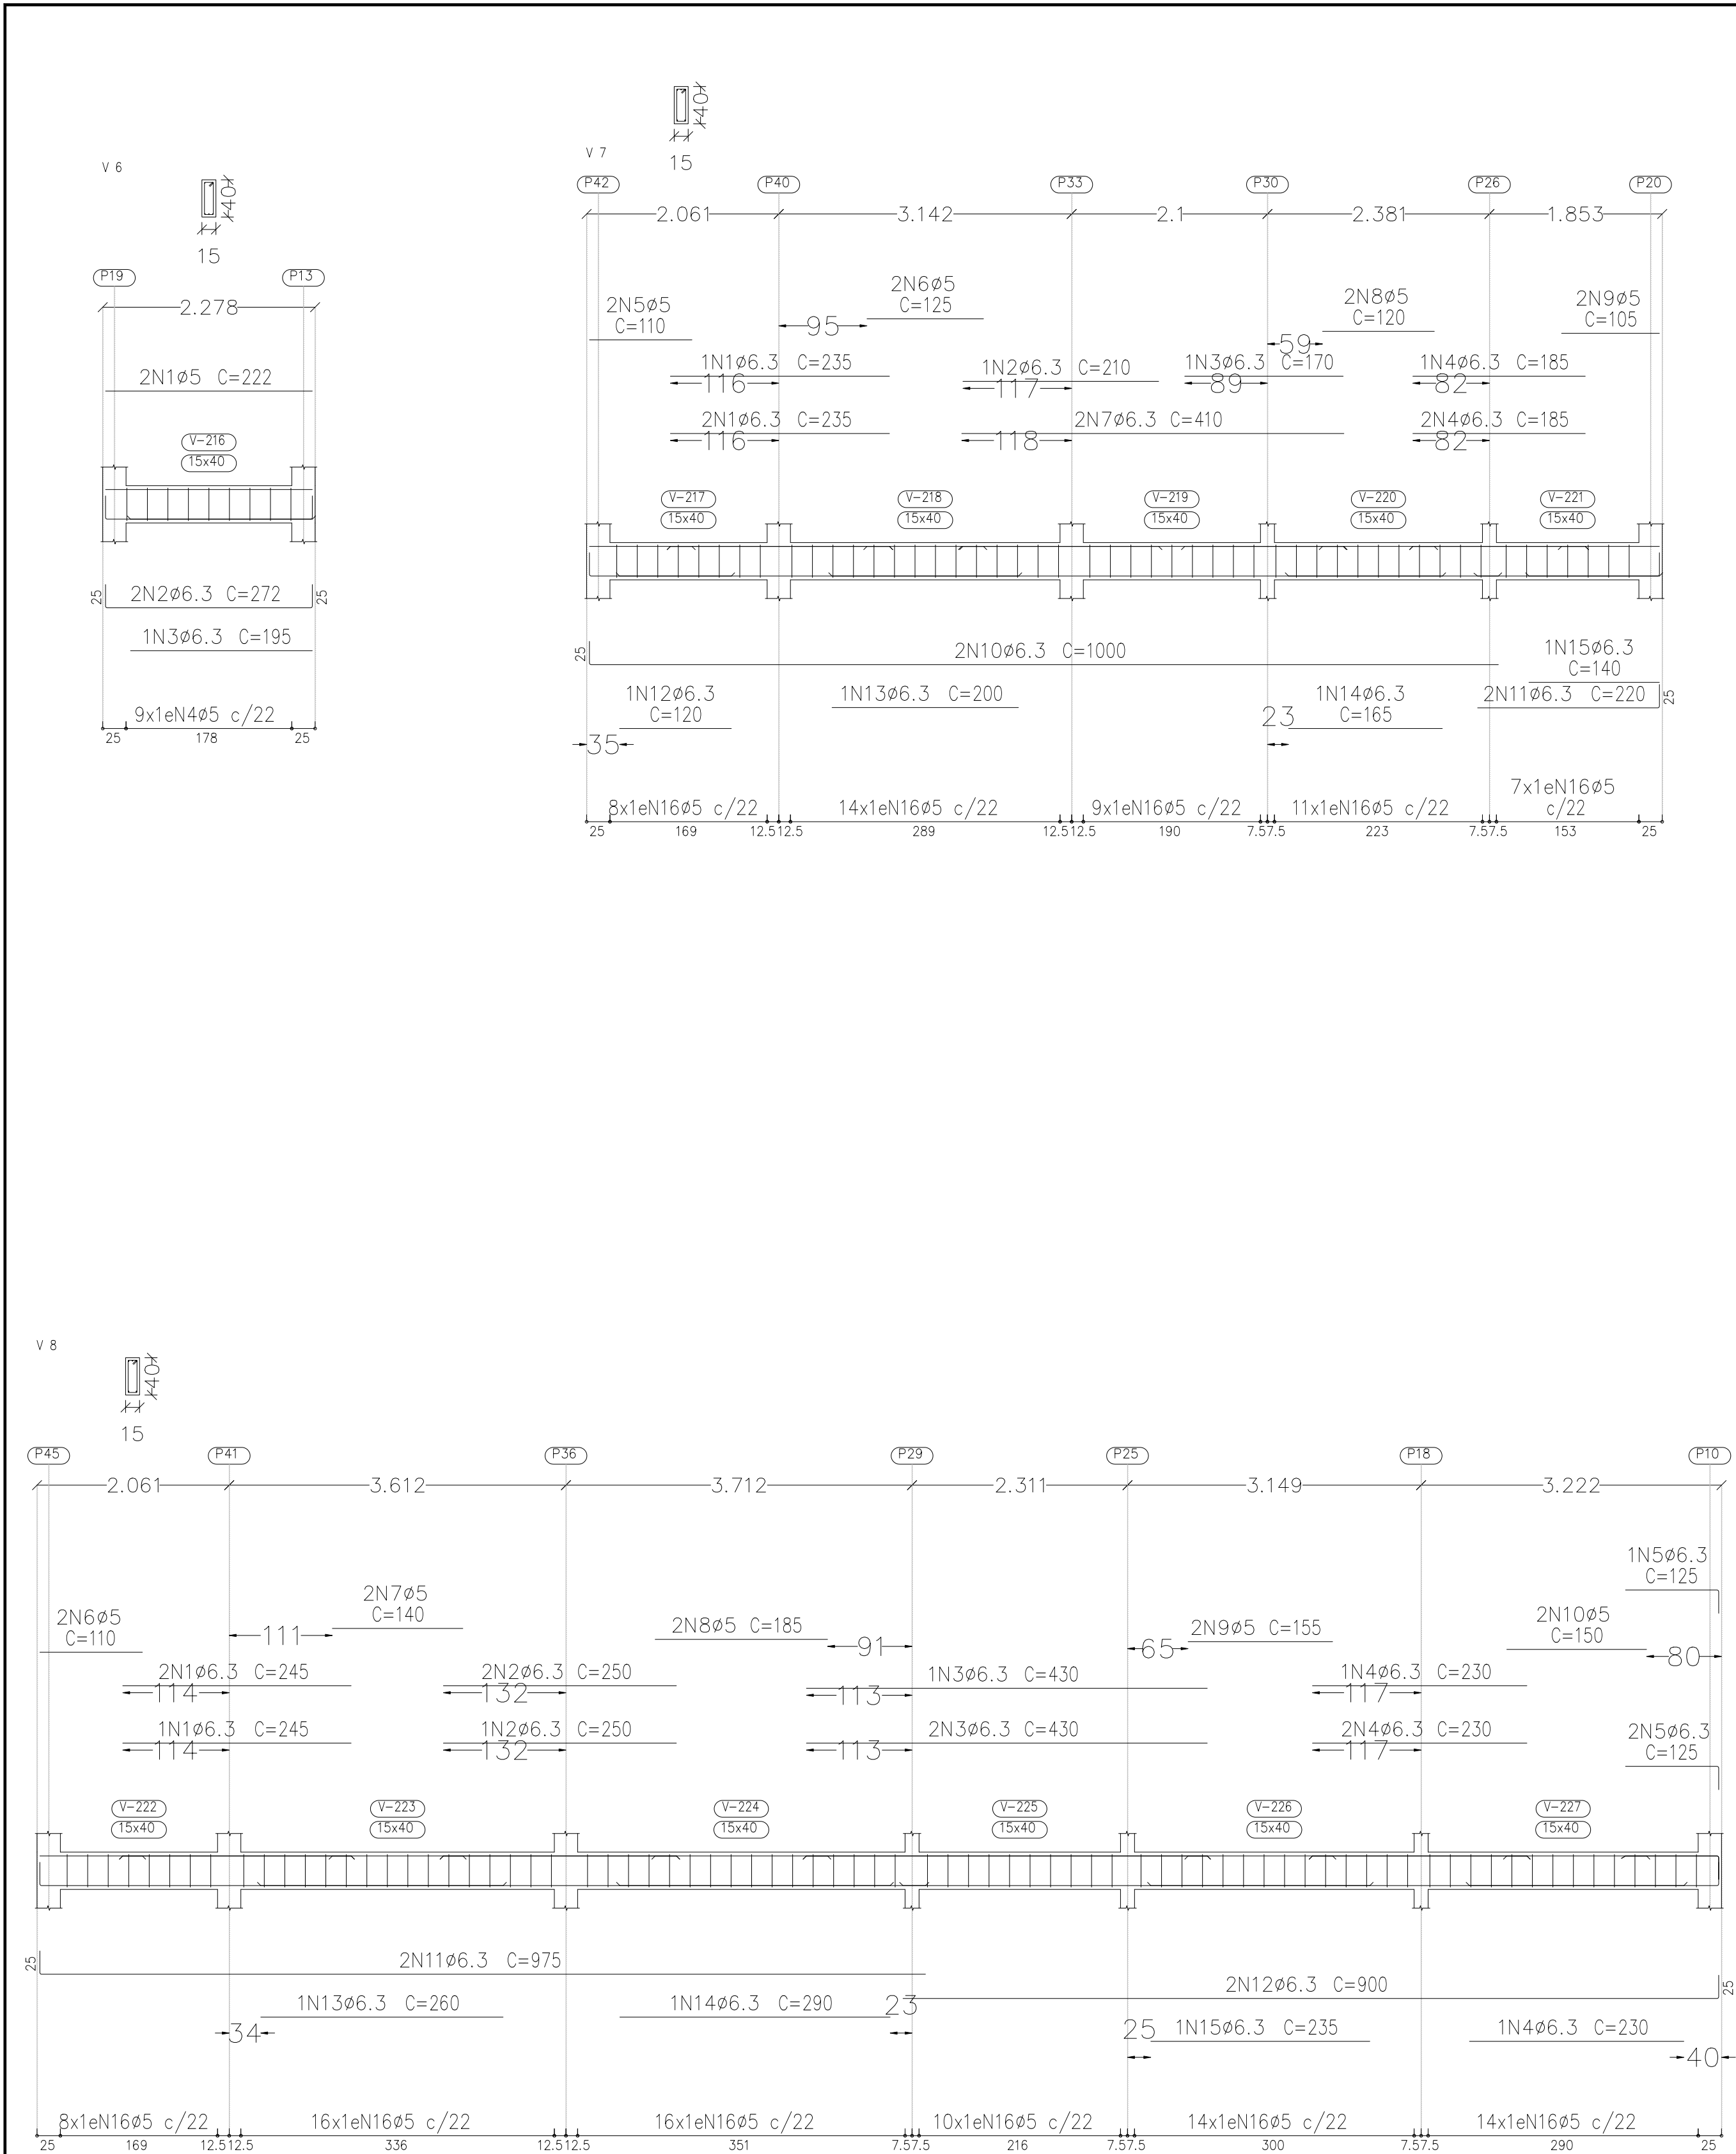 V 6
40
15
P19
P13
2.278
2N1ø5 C=222
V-216
15x40
25
2N2ø6.3 C=272
25
1N3ø6.3 C=195
9x1eN4ø5 c/22
25
178
25
V 7
40
15
P42
P40
P33
P30
P26
P20
2.061
3.142
2.1
2.381
1.853
2N5ø5
C=110
95
2N6ø5
C=125
59
2N8ø5
C=120
2N9ø5
C=105
1N1ø6.3 C=235
116
1N2ø6.3 C=210
117
1N3ø6.3 C=170
89
1N4ø6.3 C=185
82
2N1ø6.3 C=235
116
2N7ø6.3 C=410
118
2N4ø6.3 C=185
82
V-217
15x40
V-218
15x40
V-219
15x40
V-220
15x40
V-221
15x40
25
2N10ø6.3 C=1000
1N15ø6.3
C=140
1N12ø6.3
C=120
35
1N13ø6.3 C=200
23
1N14ø6.3
C=165
2N11ø6.3 C=220
25
8x1eN16ø5 c/22
14x1eN16ø5 c/22
9x1eN16ø5 c/22
11x1eN16ø5 c/22
7x1eN16ø5
c/22
25
169
12.5
12.5
289
12.5
12.5
190
7.5
7.5
223
7.5
7.5
153
25
V 8
40
15
P45
P41
P36
P29
P25
P18
P10
2.061
3.612
3.712
2.311
3.149
3.222
1N5ø6.3
C=125
2N6ø5
C=110
111
2N7ø5
C=140
2N8ø5 C=185
91
65
2N9ø5 C=155
2N10ø5
C=150
80
2N1ø6.3 C=245
114
2N2ø6.3 C=250
132
1N3ø6.3 C=430
113
1N4ø6.3 C=230
117
1N1ø6.3 C=245
114
1N2ø6.3 C=250
132
2N3ø6.3 C=430
113
2N4ø6.3 C=230
117
2N5ø6.3
C=125
V-222
15x40
V-223
15x40
V-224
15x40
V-225
15x40
V-226
15x40
V-227
15x40
25
2N11ø6.3 C=975
2N12ø6.3 C=900
25
34
1N13ø6.3 C=260
1N14ø6.3 C=290
23
25
1N15ø6.3 C=235
1N4ø6.3 C=230
40
8x1eN16ø5 c/22
16x1eN16ø5 c/22
16x1eN16ø5 c/22
10x1eN16ø5 c/22
14x1eN16ø5 c/22
14x1eN16ø5 c/22
25
169
12.5
12.5
336
12.5
12.5
351
7.5
7.5
216
7.5
7.5
300
7.5
7.5
290
25